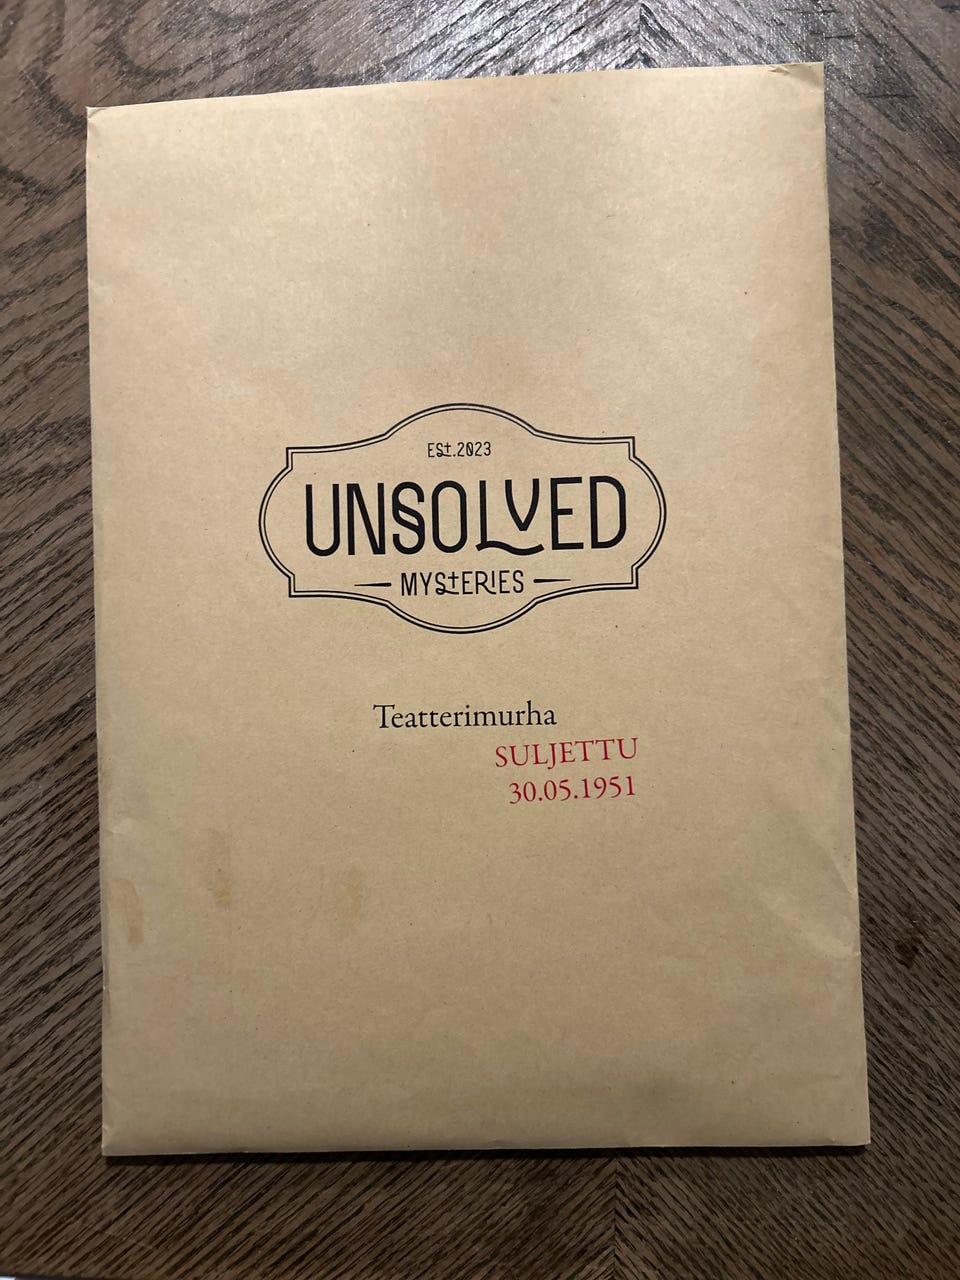 Est.2023
UNSOLVED
MYSTERIES
Teatterimurha
SULJETTU
30.05.1951